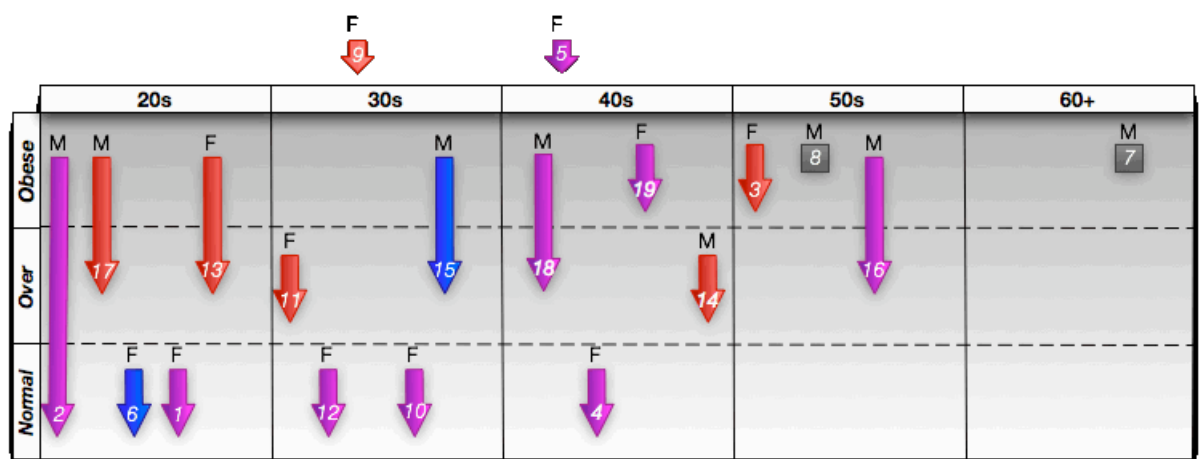 F F
9 5
20s 30s 40s 50s 60+
Obese
M M F M M F F M M M
8 7
19 3
F M
17 13 15 18 16
Over
11 14
F F F F F
Normal
2 6 1 12 10 4